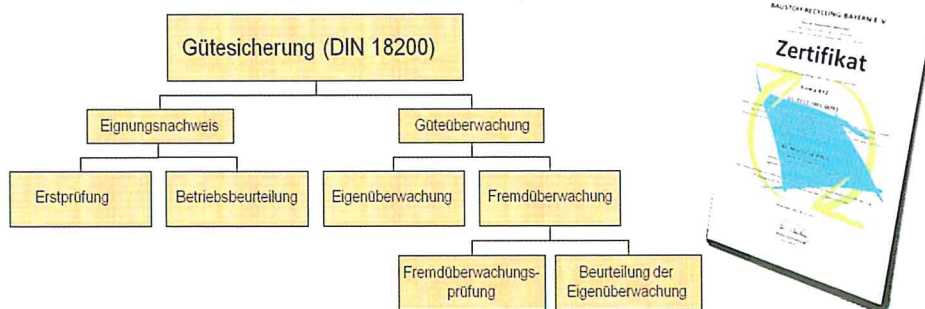 Gütesicherung (DIN 18200)
Eignungsnachweis
Güteüberwachung
Erstprüfung
Betriebsbeurteilung
Eigenüberwachung
Fremdüberwachung
Fremdüberwachungs-
prüfung
Beurteilung der
Eigenüberwachung
BAUSTOFF RECYCLING BAYERN E.V.
Zertifikat